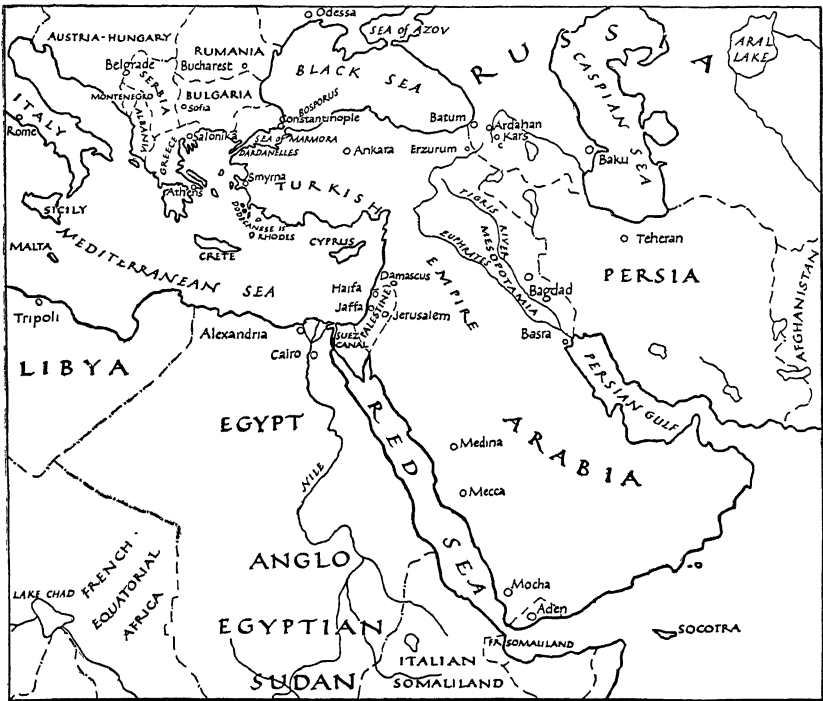 Odessa
SEA of AZOV
RUSSIA
ARAL LAKE
AUSTRIA-HUNGARY
RUMANIA
Belgrade
Bucharest
SERBIA
BLACK SEA
CASPIAN SEA
MONTENEGRO
BULGARIA
Sofia
ALBANIA
ITALY
Rome
BOSPORUS
Constantinople
Batum
Ardahan
Kars
GREECE
Salonika
SEA of MARMORA
DARDANELLES
Ankara
Erzurum
Baku
Athens
Smyrna
TURKISH EMPIRE
SICILY
DODECANESE IS
RHODES
TIGRIS RIVER
MESOPOTAMIA
EUPHRATES
Teheran
MALTA
MEDITERRANEAN SEA
CRETE
CYPRUS
PERSIA
AFGHANISTAN
Haifa
Damascus
Bagdad
Jaffa
PALESTINE
Jerusalem
Tripoli
Alexandria
SUEZ CANAL
Basra
Cairo
LIBYA
PERSIAN GULF
EGYPT
RED SEA
ARABIA
Medina
NILE
Mecca
FRENCH EQUATORIAL AFRICA
ANGLO
LAKE CHAD
Mocha
Aden
EGYPTIAN
SOCOTRA
FR. SOMALILAND
ITALIAN
SOMALILAND
SUDAN